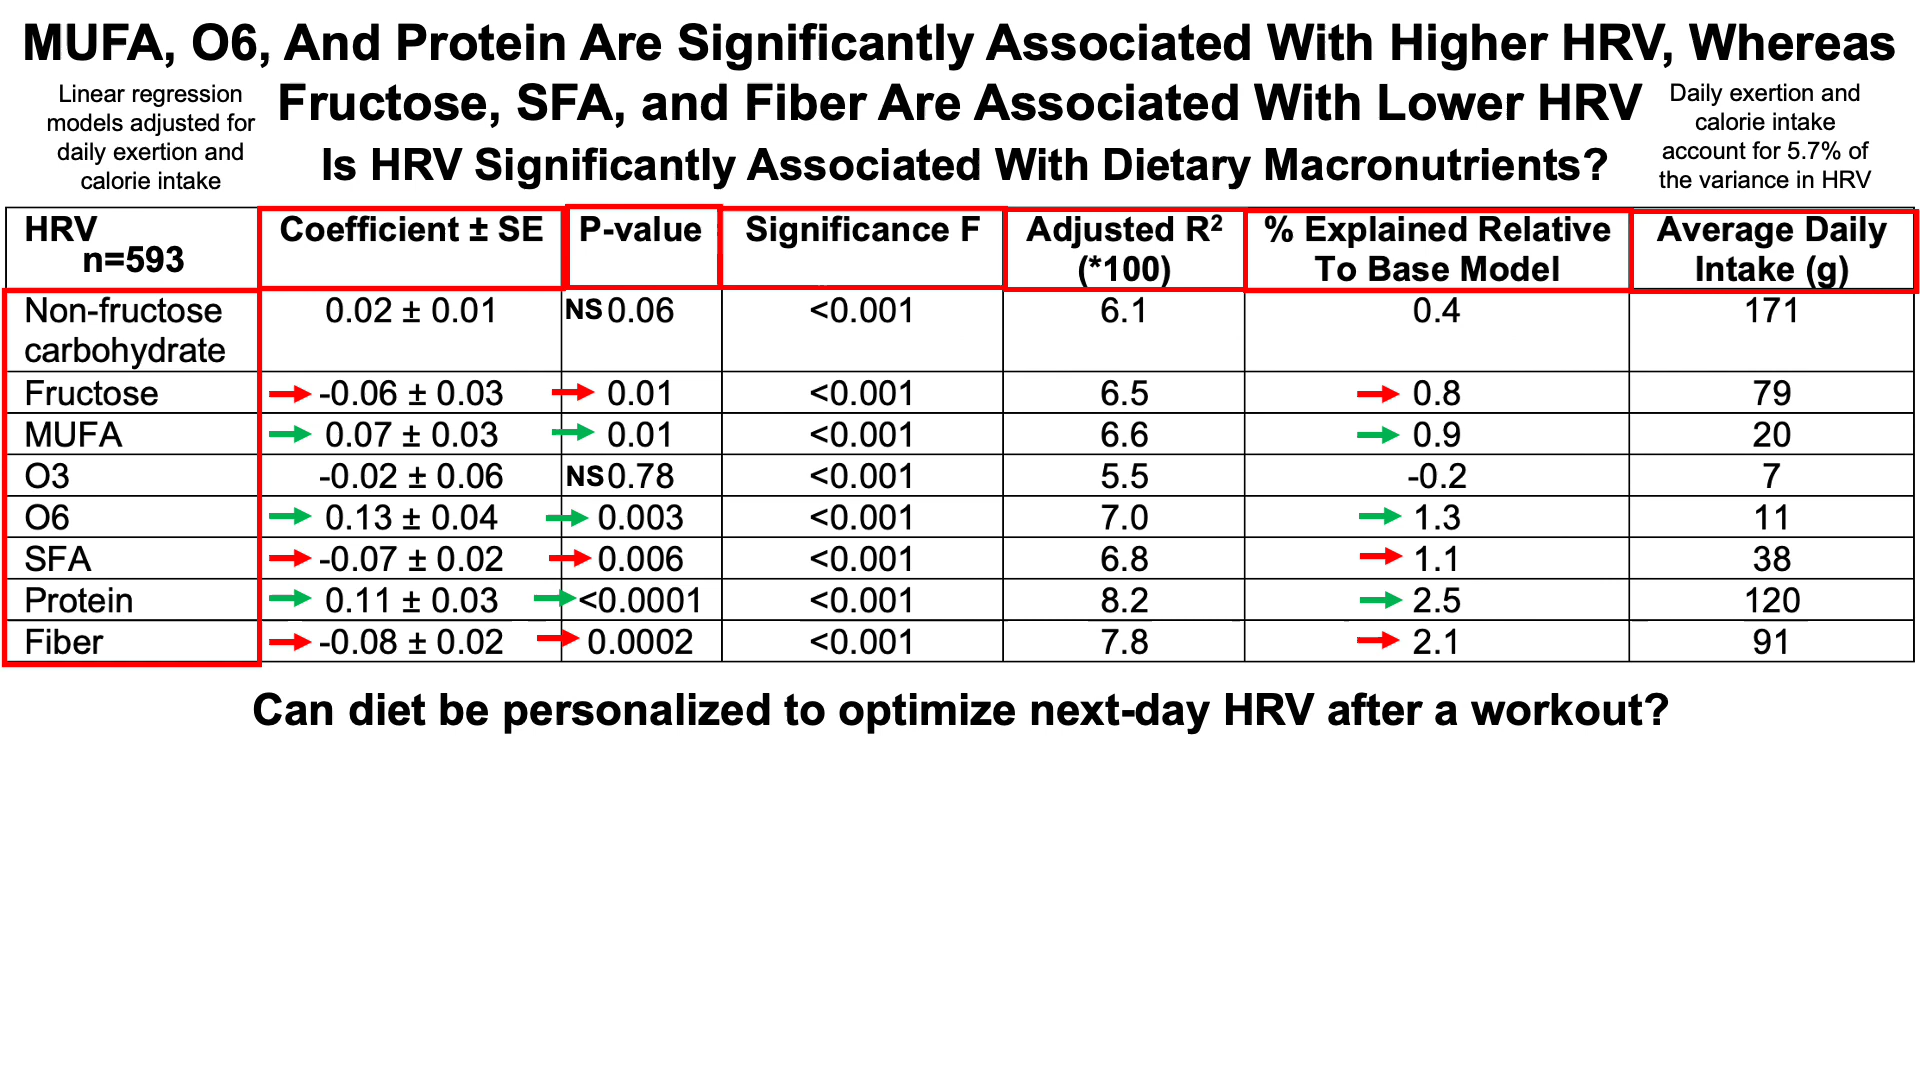 MUFA, O6, And Protein Are Significantly Associated With Higher HRV, Whereas
Fructose, SFA, and Fiber Are Associated With Lower HRV
Linear regression
models adjusted for
daily exertion and
calorie intake
Daily exertion and
calorie intake
account for 5.7% of
the variance in HRV
Is HRV Significantly Associated With Dietary Macronutrients?
HRV n=593 Coefficient ± SE P-value Significance F Adjusted R² (*100) % Explained Relative To Base Model Average Daily Intake (g)
Non-fructose carbohydrate 0.02 ± 0.01 NS 0.06 <0.001 6.1 0.4 171
Fructose -0.06 ± 0.03 0.01 <0.001 6.5 0.8 79
MUFA 0.07 ± 0.03 0.01 <0.001 6.6 0.9 20
O3 -0.02 ± 0.06 NS 0.78 <0.001 5.5 -0.2 7
O6 0.13 ± 0.04 0.003 <0.001 7.0 1.3 11
SFA -0.07 ± 0.02 0.006 <0.001 6.8 1.1 38
Protein 0.11 ± 0.03 <0.0001 <0.001 8.2 2.5 120
Fiber -0.08 ± 0.02 0.0002 <0.001 7.8 2.1 91
Can diet be personalized to optimize next-day HRV after a workout?